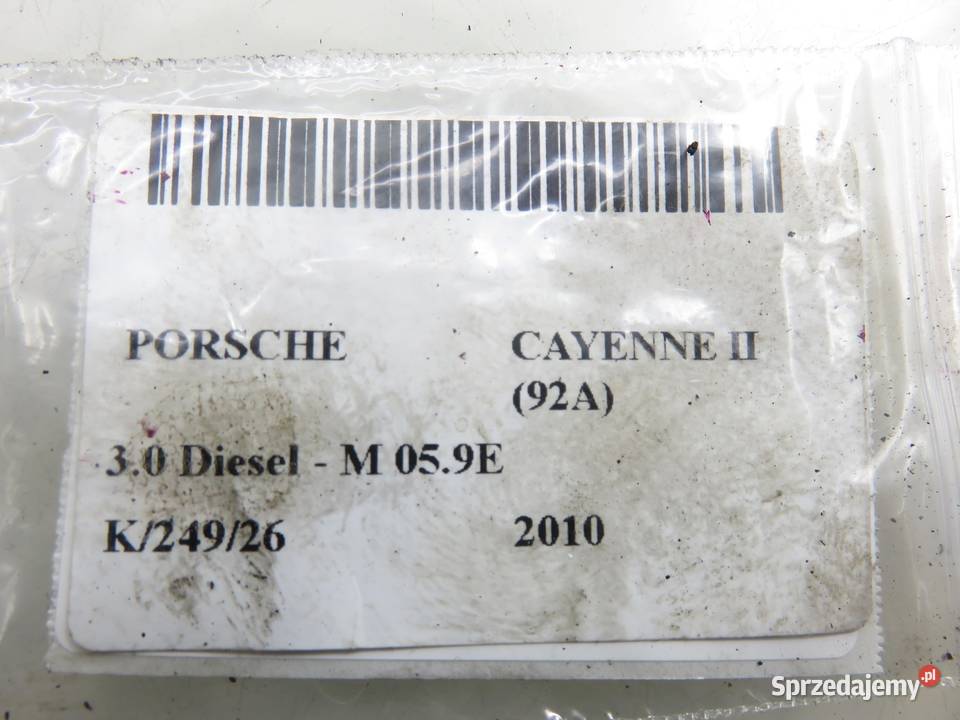 PORSCHE CAYENNE II
(92A)
3.0 Diesel - M 05.9E
K/249/26 2010
Sprzedajemy.pl